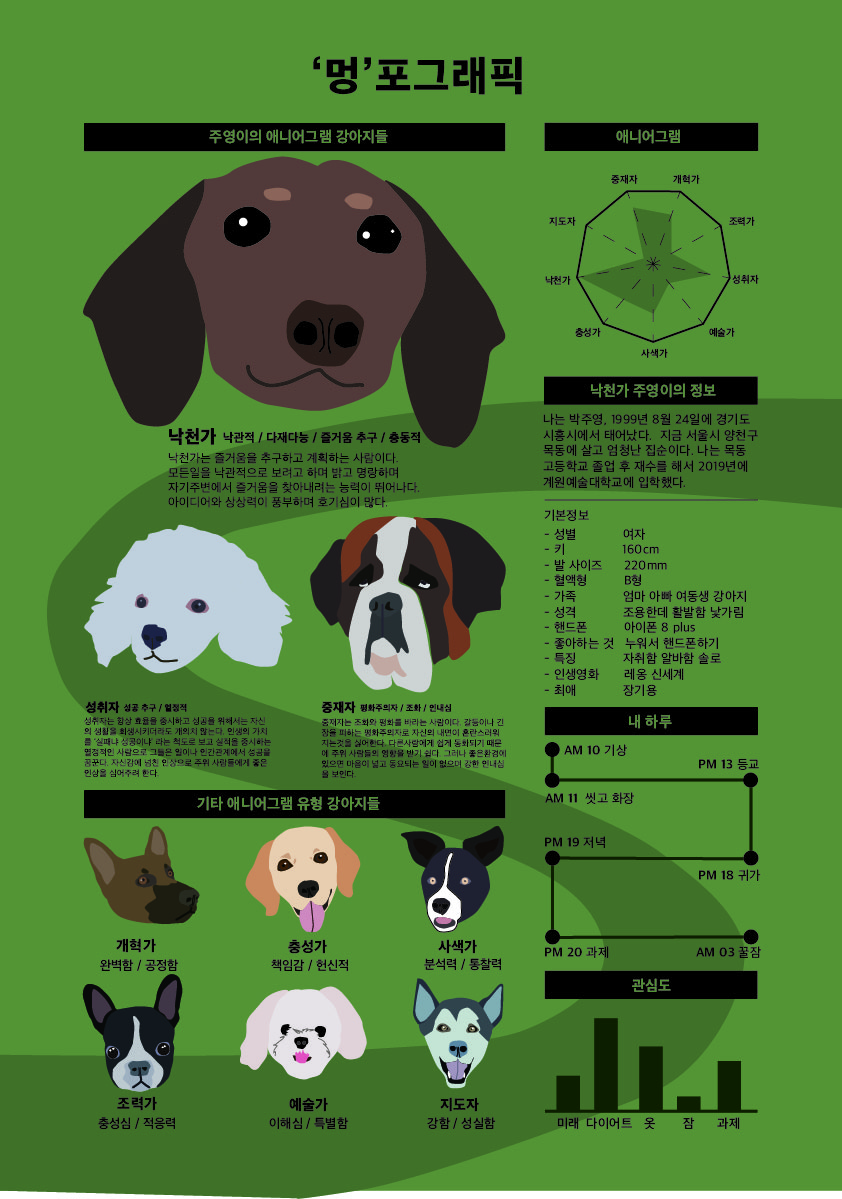 ‘멍’포그래픽
주영이의 애니어그램 강아지들
낙천가 낙관적 / 다재다능 / 즐거움 추구 / 충동적
낙천가는 즐거움을 추구하고 계획하는 사람이다.
모든일을 낙관적으로 보려고 하며 밝고 명랑하며
자기주변에서 즐거움을 찾아내려는 능력이 뛰어나다.
아이디어와 상상력이 풍부하며 호기심이 많다.
성취자 성공 추구 / 열정적
성취자는 항상 효율을 중시하고 성공을 위해서는 자신
의 생활을 희생시키더라도 개의치 않는다. 인생의 가치
를 '실패냐 성공이냐' 라는 척도로 보고 실적을 중시하는
열정적인 사람으로 그들은 일이나 인간관계에서 성공을
꿈꾼다. 자신감에 넘친 인상으로 주위 사람들에게 좋은
인상을 심어주려 한다.
중재자 평화주의자 / 조화 / 인내심
중재자는 조화와 평화를 바라는 사람이다. 갈등이나 긴
장을 피하는 평화주의자로 자신의 내면이 혼란스러워
지는것을 싫어한다. 다른사람에게 쉽게 동화되기 때문
에 주위 사람들의 영향을 받기 쉽다. 그러나 좋은환경에
있으면 마음이 넓고 동요되는 일이 없으며 강한 인내심
을 보인다.
기타 애니어그램 유형 강아지들
개혁가
완벽함 / 공정함
충성가
책임감 / 헌신적
사색가
분석력 / 통찰력
조력가
충성심 / 적응력
예술가
이해심 / 특별함
지도자
강함 / 성실함
애니어그램
중재자
개혁가
지도자
조력가
낙천가
성취자
충성가
예술가
사색가
낙천가 주영이의 정보
나는 박주영, 1999년 8월 24일에 경기도
시흥시에서 태어났다. 지금 서울시 양천구
목동에 살고 엄청난 집순이다. 나는 목동
고등학교 졸업 후 재수를 해서 2019년에
계원예술대학교에 입학했다.
기본정보
- 성별 여자
- 키 160cm
- 발 사이즈 220mm
- 혈액형 B형
- 가족 엄마 아빠 여동생 강아지
- 성격 조용한데 활발함 낯가림
- 핸드폰 아이폰 8 plus
- 좋아하는 것 누워서 핸드폰하기
- 특징 자취함 알바함 솔로
- 인생영화 레옹 신세계
- 최애 장기용
내 하루
AM 10 기상
PM 13 등교
AM 11 씻고 화장
PM 19 저녁
PM 18 귀가
PM 20 과제
AM 03 꿀잠
관심도
미래 다이어트 옷 잠 과제